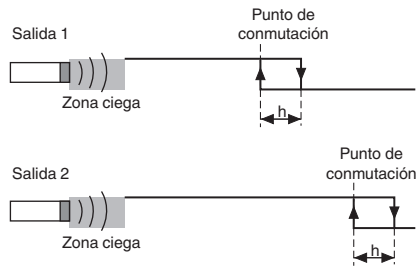 Salida 1
Punto de
conmutación
Zona ciega
h
Salida 2
Punto de
conmutación
Zona ciega
h